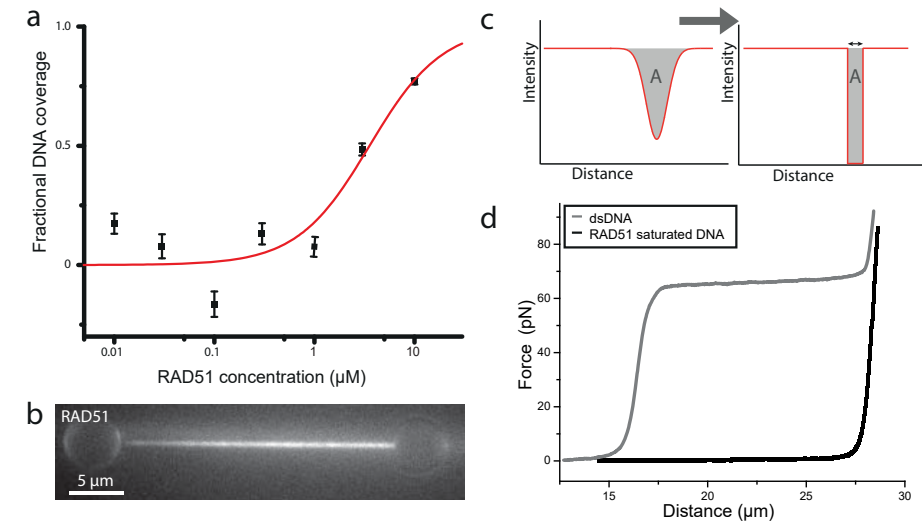 a
1.0
0.5
0
Fractional DNA coverage
0.01
0.1
1
10
RAD51 concentration (µM)
b
RAD51
5 µm
c
Intensity
A
Distance
Intensity
A
Distance
d
dsDNA
RAD51 saturated DNA
80
60
40
20
0
Force (pN)
15
20
25
30
Distance (µm)